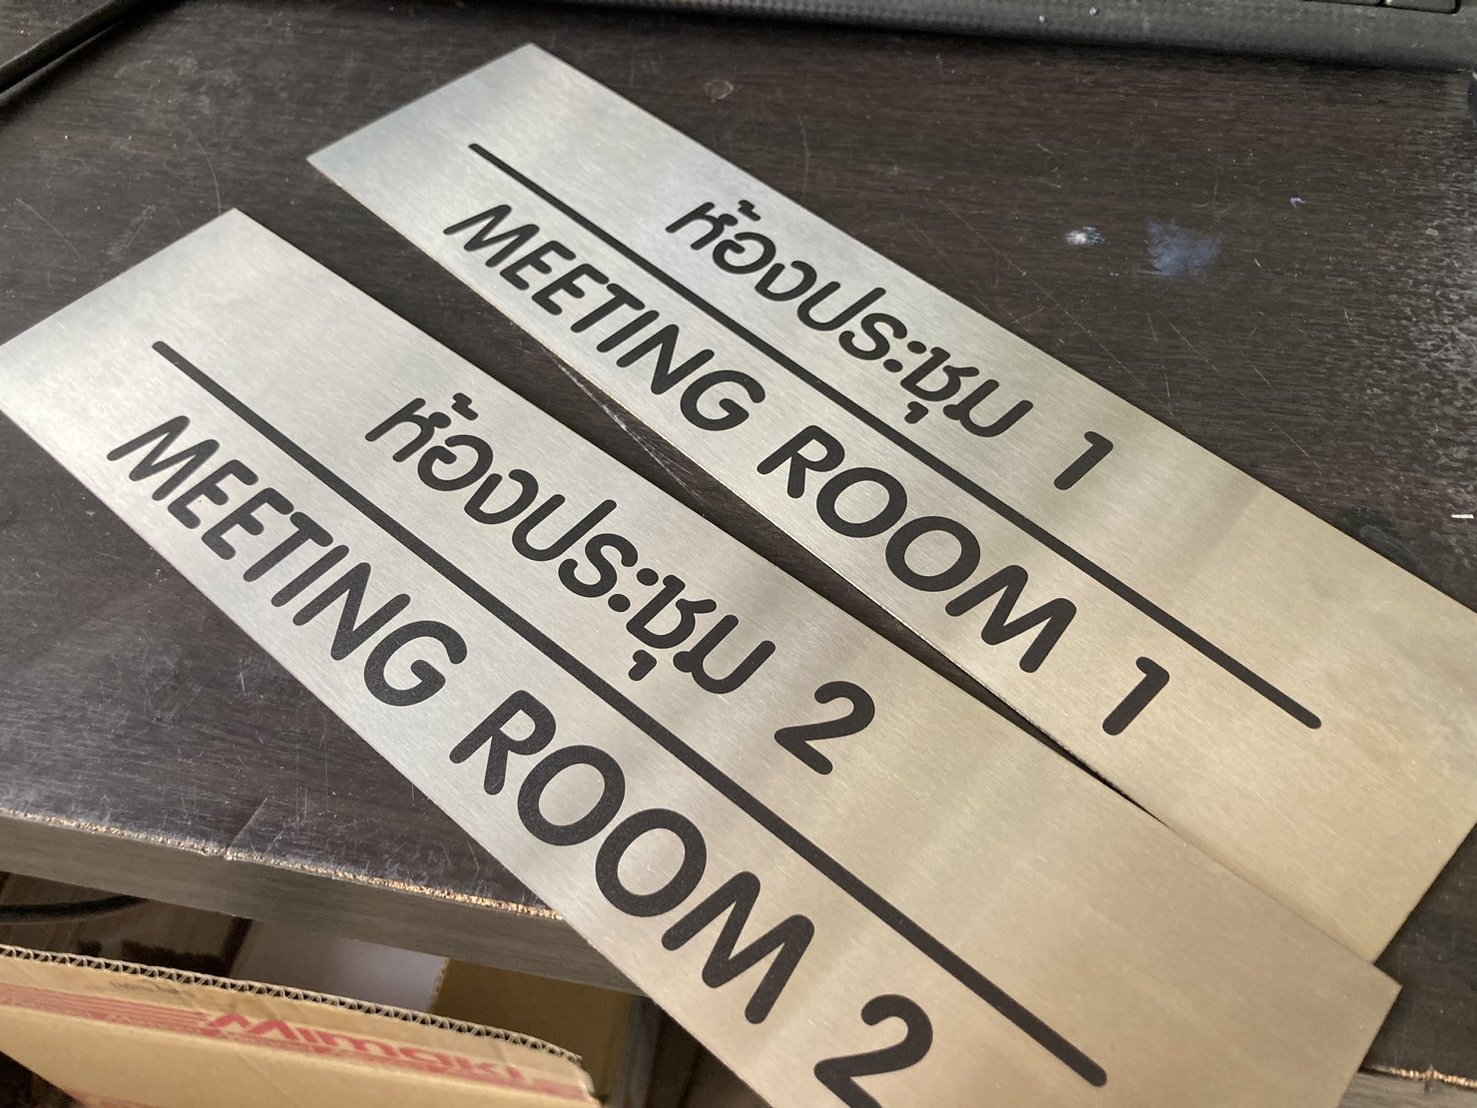 ห้องประชุม 1
MEETING ROOM 1
ห้องประชุม 2
MEETING ROOM 2
Mimaki